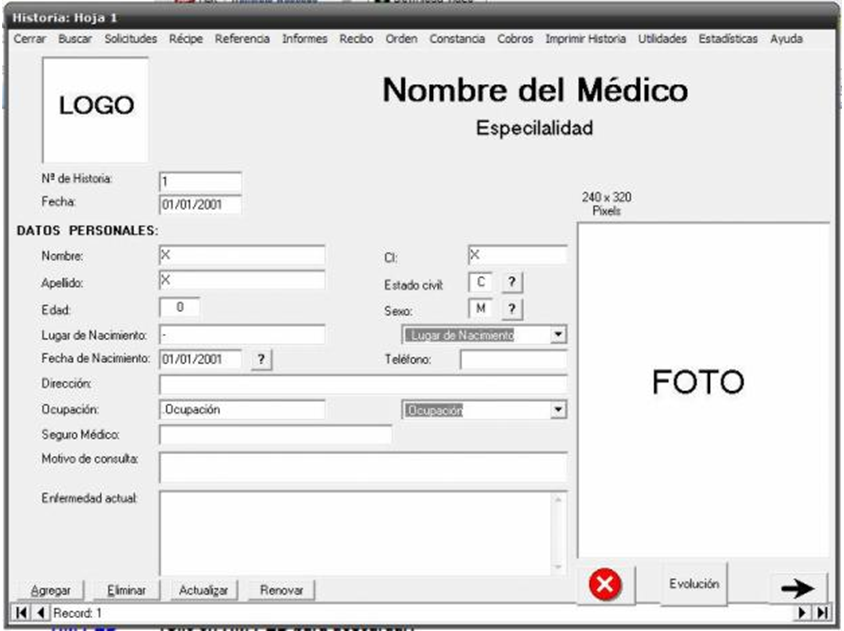 Historia: Hoja 1
Cerrar Buscar Solicitudes Récipe Referencia Informes Recibo Orden Constancia Cobros Imprimir Historia Utilidades Estadísticas Ayuda
LOGO
Nombre del Médico
Especilalidad
Nº de Historia: 1
Fecha: 01/01/2001
240 x 320
Pixels
DATOS PERSONALES:
Nombre: X CI: X
Apellido: X Estado civil: C ?
Edad: 0 Sexo: M ?
Lugar de Nacimiento: - Lugar de Nacimiento
Fecha de Nacimiento: 01/01/2001 ? Teléfono:
FOTO
Dirección:
Ocupación: .Ocupación Ocupación
Seguro Médico:
Motivo de consulta:
Enfermedad actual:
Agregar Eliminar Actualizar Renovar Evolución
Record: 1